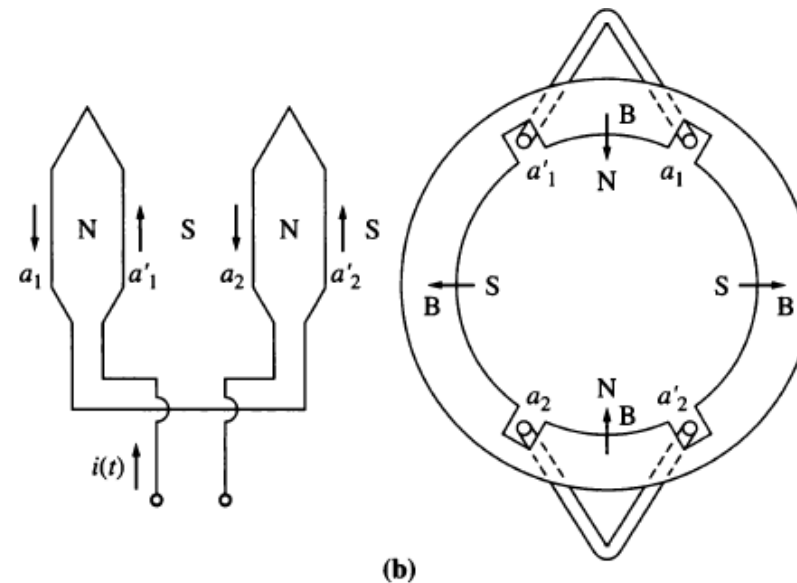 B
a'1 N a1
N S N S
a1 a'1 a2 a'2
B S S B
N
a2 B a'2
i(t)
(b)